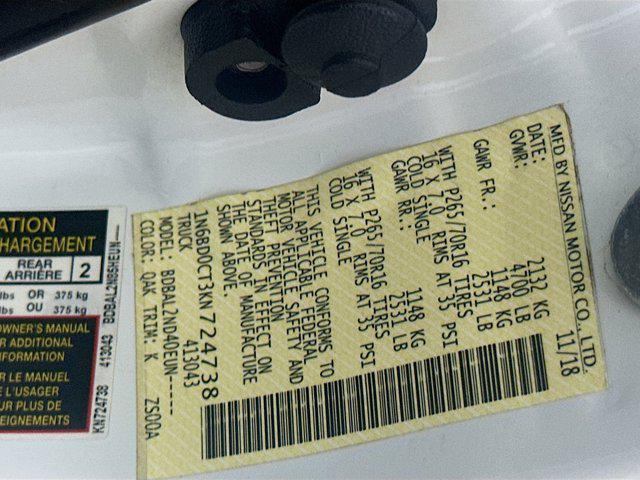 MFD BY NISSAN MOTOR CO., LTD.
DATE: 11/18
GVWR: 2132 KG
4700 LB
GAWR FR.: 1148 KG
2531 LB
WITH P265/70R16 TIRES
16 X 7.0 RIMS AT 35 PSI
COLD SINGLE
GAWR RR.: 1148 KG
2531 LB
WITH P265/70R16 TIRES
16 X 7.0 RIMS AT 35 PSI
COLD SINGLE
THIS VEHICLE CONFORMS TO
ALL APPLICABLE FEDERAL
MOTOR VEHICLE SAFETY AND
THEFT PREVENTION
STANDARDS IN EFFECT ON
THE DATE OF MANUFACTURE
SHOWN ABOVE.
1N6BD0CT3KN724738
TRUCK 413043
MODEL: BDBAL2ND4OEUN-----
COLOR: QAK TRIM: K ZS00A
ATION
CHARGEMENT
REAR
ARRIÈRE 2
lbs OR 375 kg
lbs OU 375 kg
OWNER'S MANUAL
OR ADDITIONAL
NFORMATION
R LE MANUEL
E L'USAGER
UR PLUS DE
EIGNEMENTS
KN724738 413043